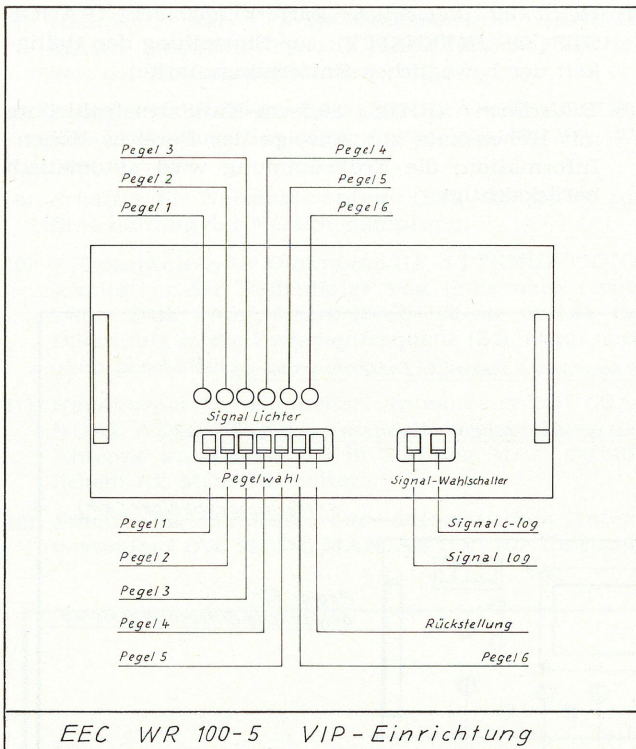 Pegel 3 Pegel 4
Pegel 2 Pegel 5
Pegel 1 Pegel 6
Signal Lichter
Pegelwahl Signal-Wahlschalter
Pegel 1 Signal c-log
Pegel 2 Signal log
Pegel 3
Pegel 4 Rückstellung
Pegel 5 Pegel 6
EEC WR 100-5 VIP-Einrichtung